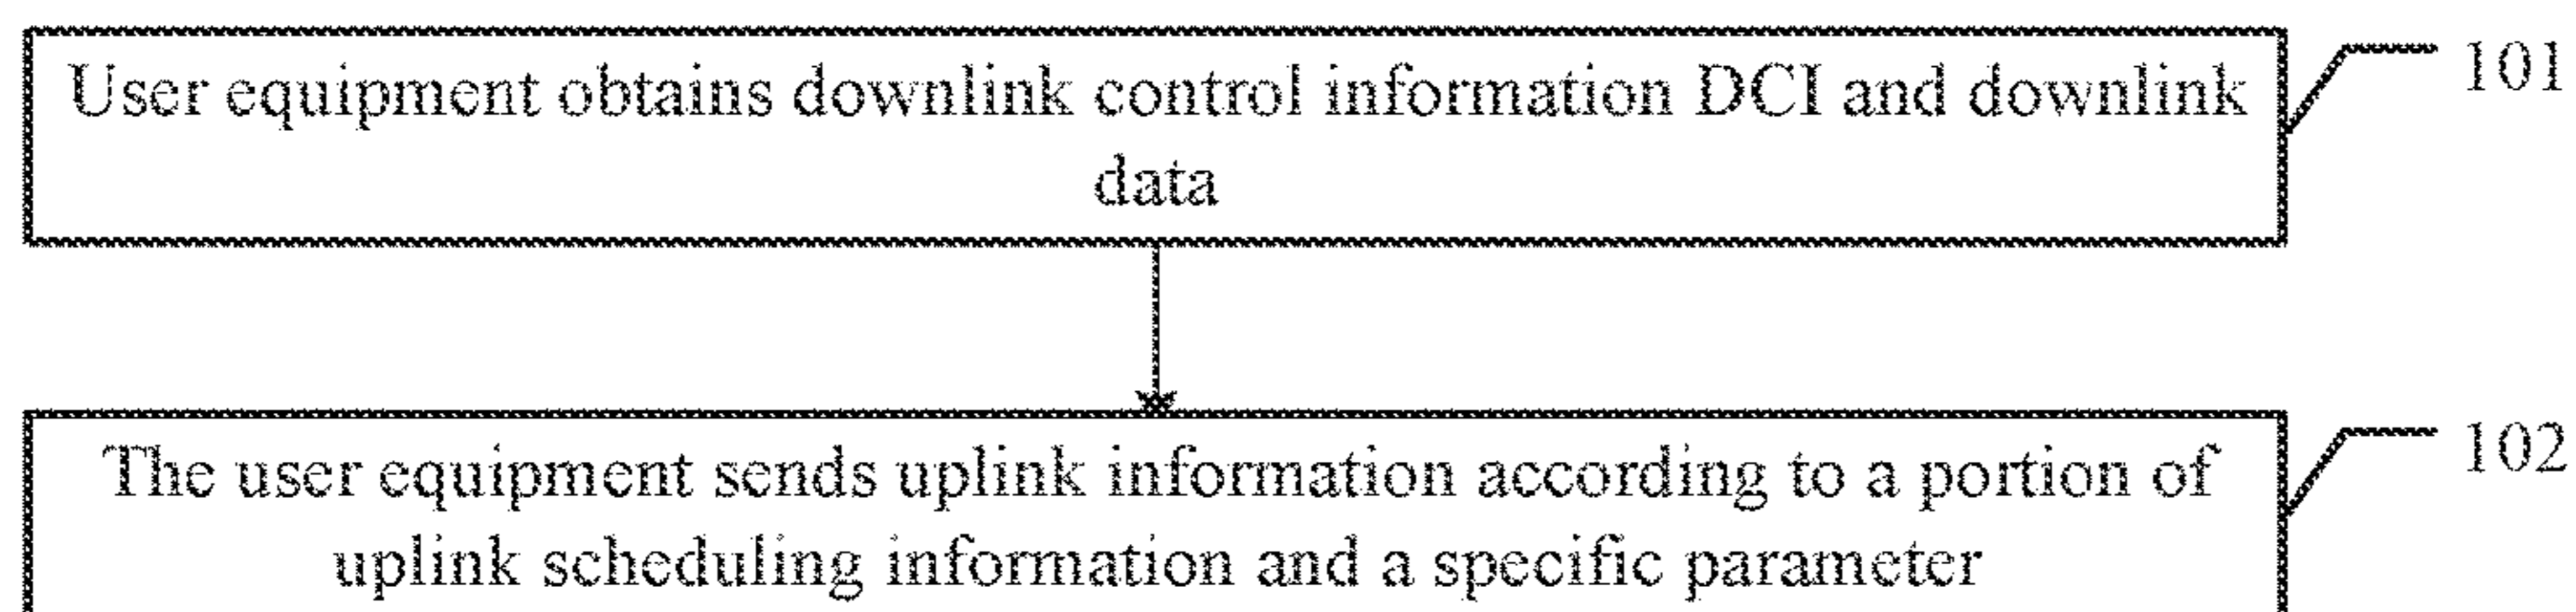 User equipment obtains downlink control information DCI and downlink
data
101
The user equipment sends uplink information according to a portion of
uplink scheduling information and a specific parameter
102